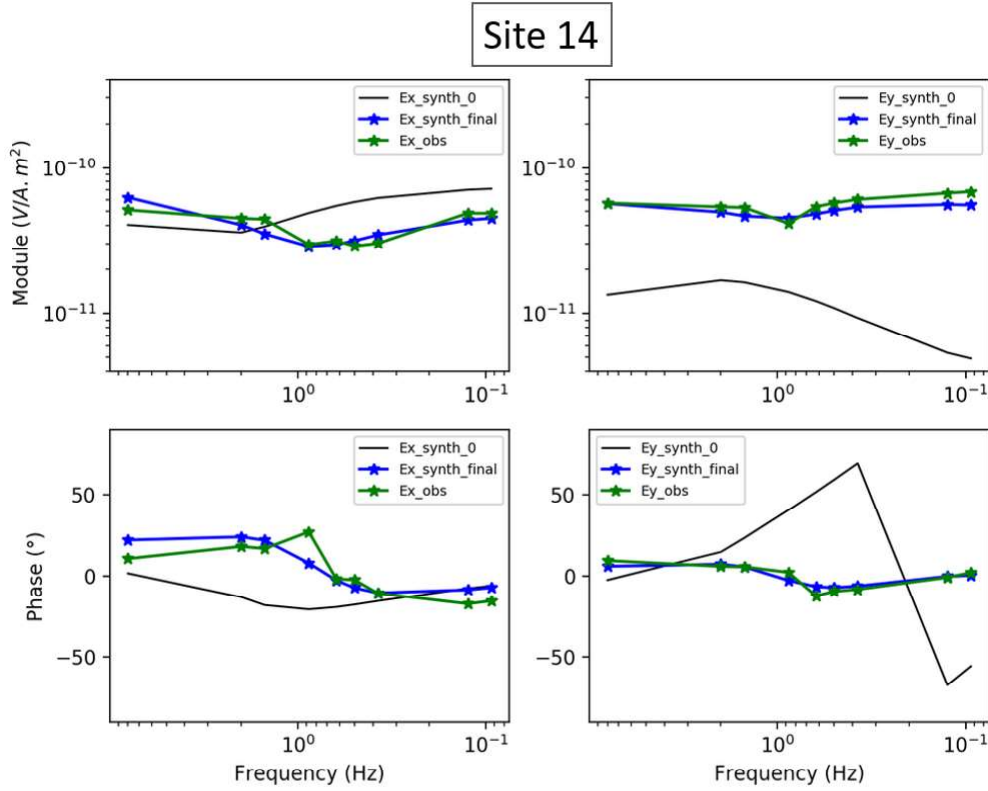 Site 14
Ex_synth_0
Ex_synth_final
Ex_obs
Ey_synth_0
Ey_synth_final
Ey_obs
Module (V/A. m²)
10⁻¹⁰
10⁻¹¹
10⁰
10⁻¹
10⁻¹⁰
10⁻¹¹
10⁰
10⁻¹
Ex_synth_0
Ex_synth_final
Ex_obs
Ey_synth_0
Ey_synth_final
Ey_obs
Phase (°)
50
0
−50
10⁰
10⁻¹
Frequency (Hz)
50
0
−50
10⁰
10⁻¹
Frequency (Hz)